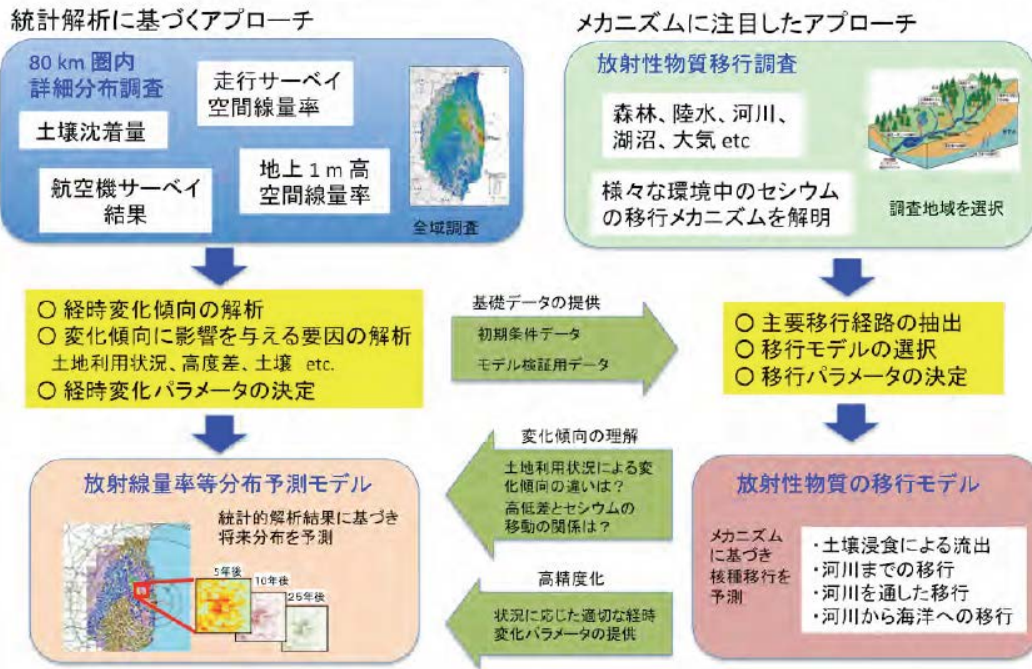 統計解析に基づくアプローチ
80 km 圏内
詳細分布調査
走行サーベイ
空間線量率
土壌沈着量
航空機サーベイ
結果
地上 1 m 高
空間線量率
全域調査
○ 経時変化傾向の解析
○ 変化傾向に影響を与える要因の解析
土地利用状況、高度差、土壌 etc.
○ 経時変化パラメータの決定
放射線量率等分布予測モデル
統計的解析結果に基づき
将来分布を予測
5年後
10年後
25年後
基礎データの提供
初期条件データ
モデル検証用データ
変化傾向の理解
土地利用状況による変
化傾向の違いは?
高低差とセシウムの
移動の関係は?
高精度化
状況に応じた適切な経時
変化パラメータの提供
メカニズムに注目したアプローチ
放射性物質移行調査
森林、陸水、河川、
湖沼、大気 etc
様々な環境中のセシウム
の移行メカニズムを解明
調査地域を選択
○ 主要移行経路の抽出
○ 移行モデルの選択
○ 移行パラメータの決定
放射性物質の移行モデル
メカニズム
に基づき
核種移行を
予測
・土壌浸食による流出
・河川までの移行
・河川を通した移行
・河川から海洋への移行